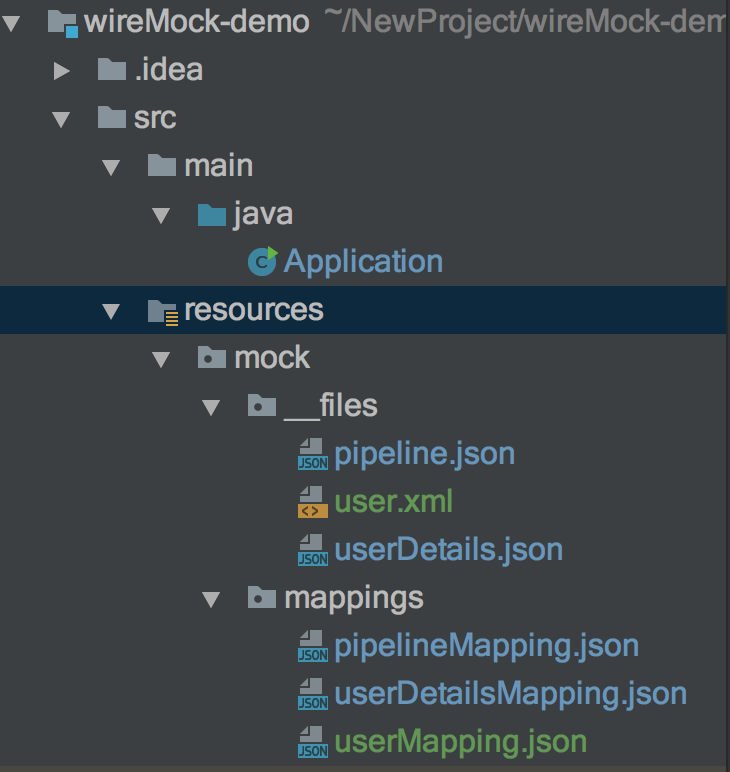 wireMock-demo ~/NewProject/wireMock-dem
.idea
src
main
java
C Application
resources
mock
__files
JSON pipeline.json
<> user.xml
JSON userDetails.json
mappings
JSON pipelineMapping.json
JSON userDetailsMapping.json
JSON userMapping.json